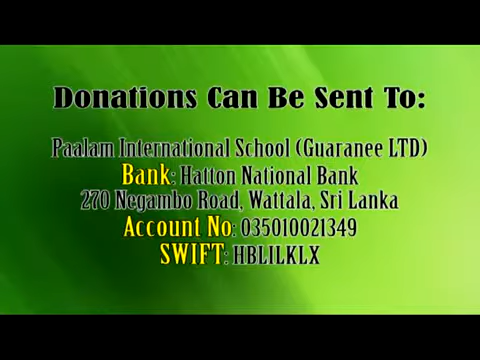 Donations Can Be Sent To:
Paalam International School (Guaranee LTD)
Bank: Hatton National Bank
270 Negambo Road, Wattala, Sri Lanka
Account No: 035010021349
SWIFT: HBLILKLX